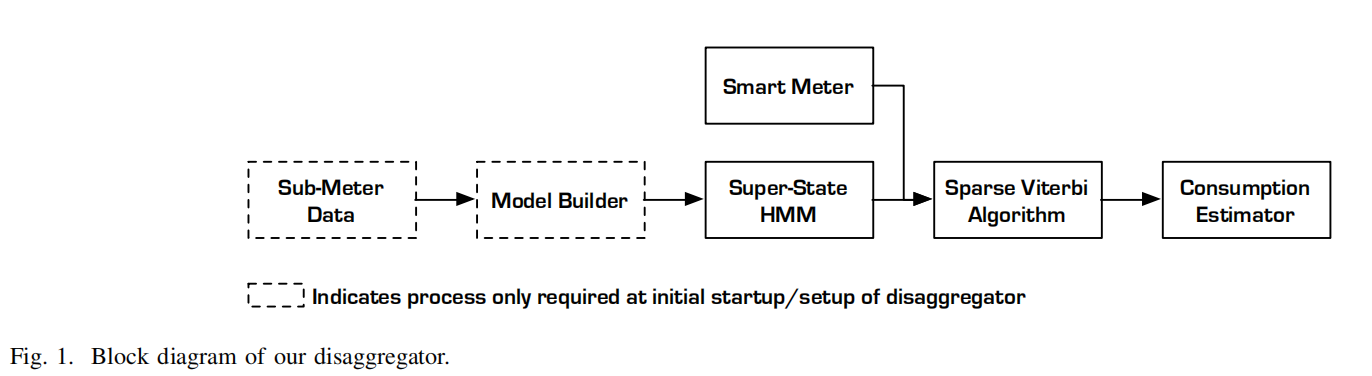 Smart Meter
Sub-Meter
Data
Model Builder
Super-State
HMM
Sparse Viterbi
Algorithm
Consumption
Estimator
Indicates process only required at initial startup/setup of disaggregator
Fig. 1. Block diagram of our disaggregator.